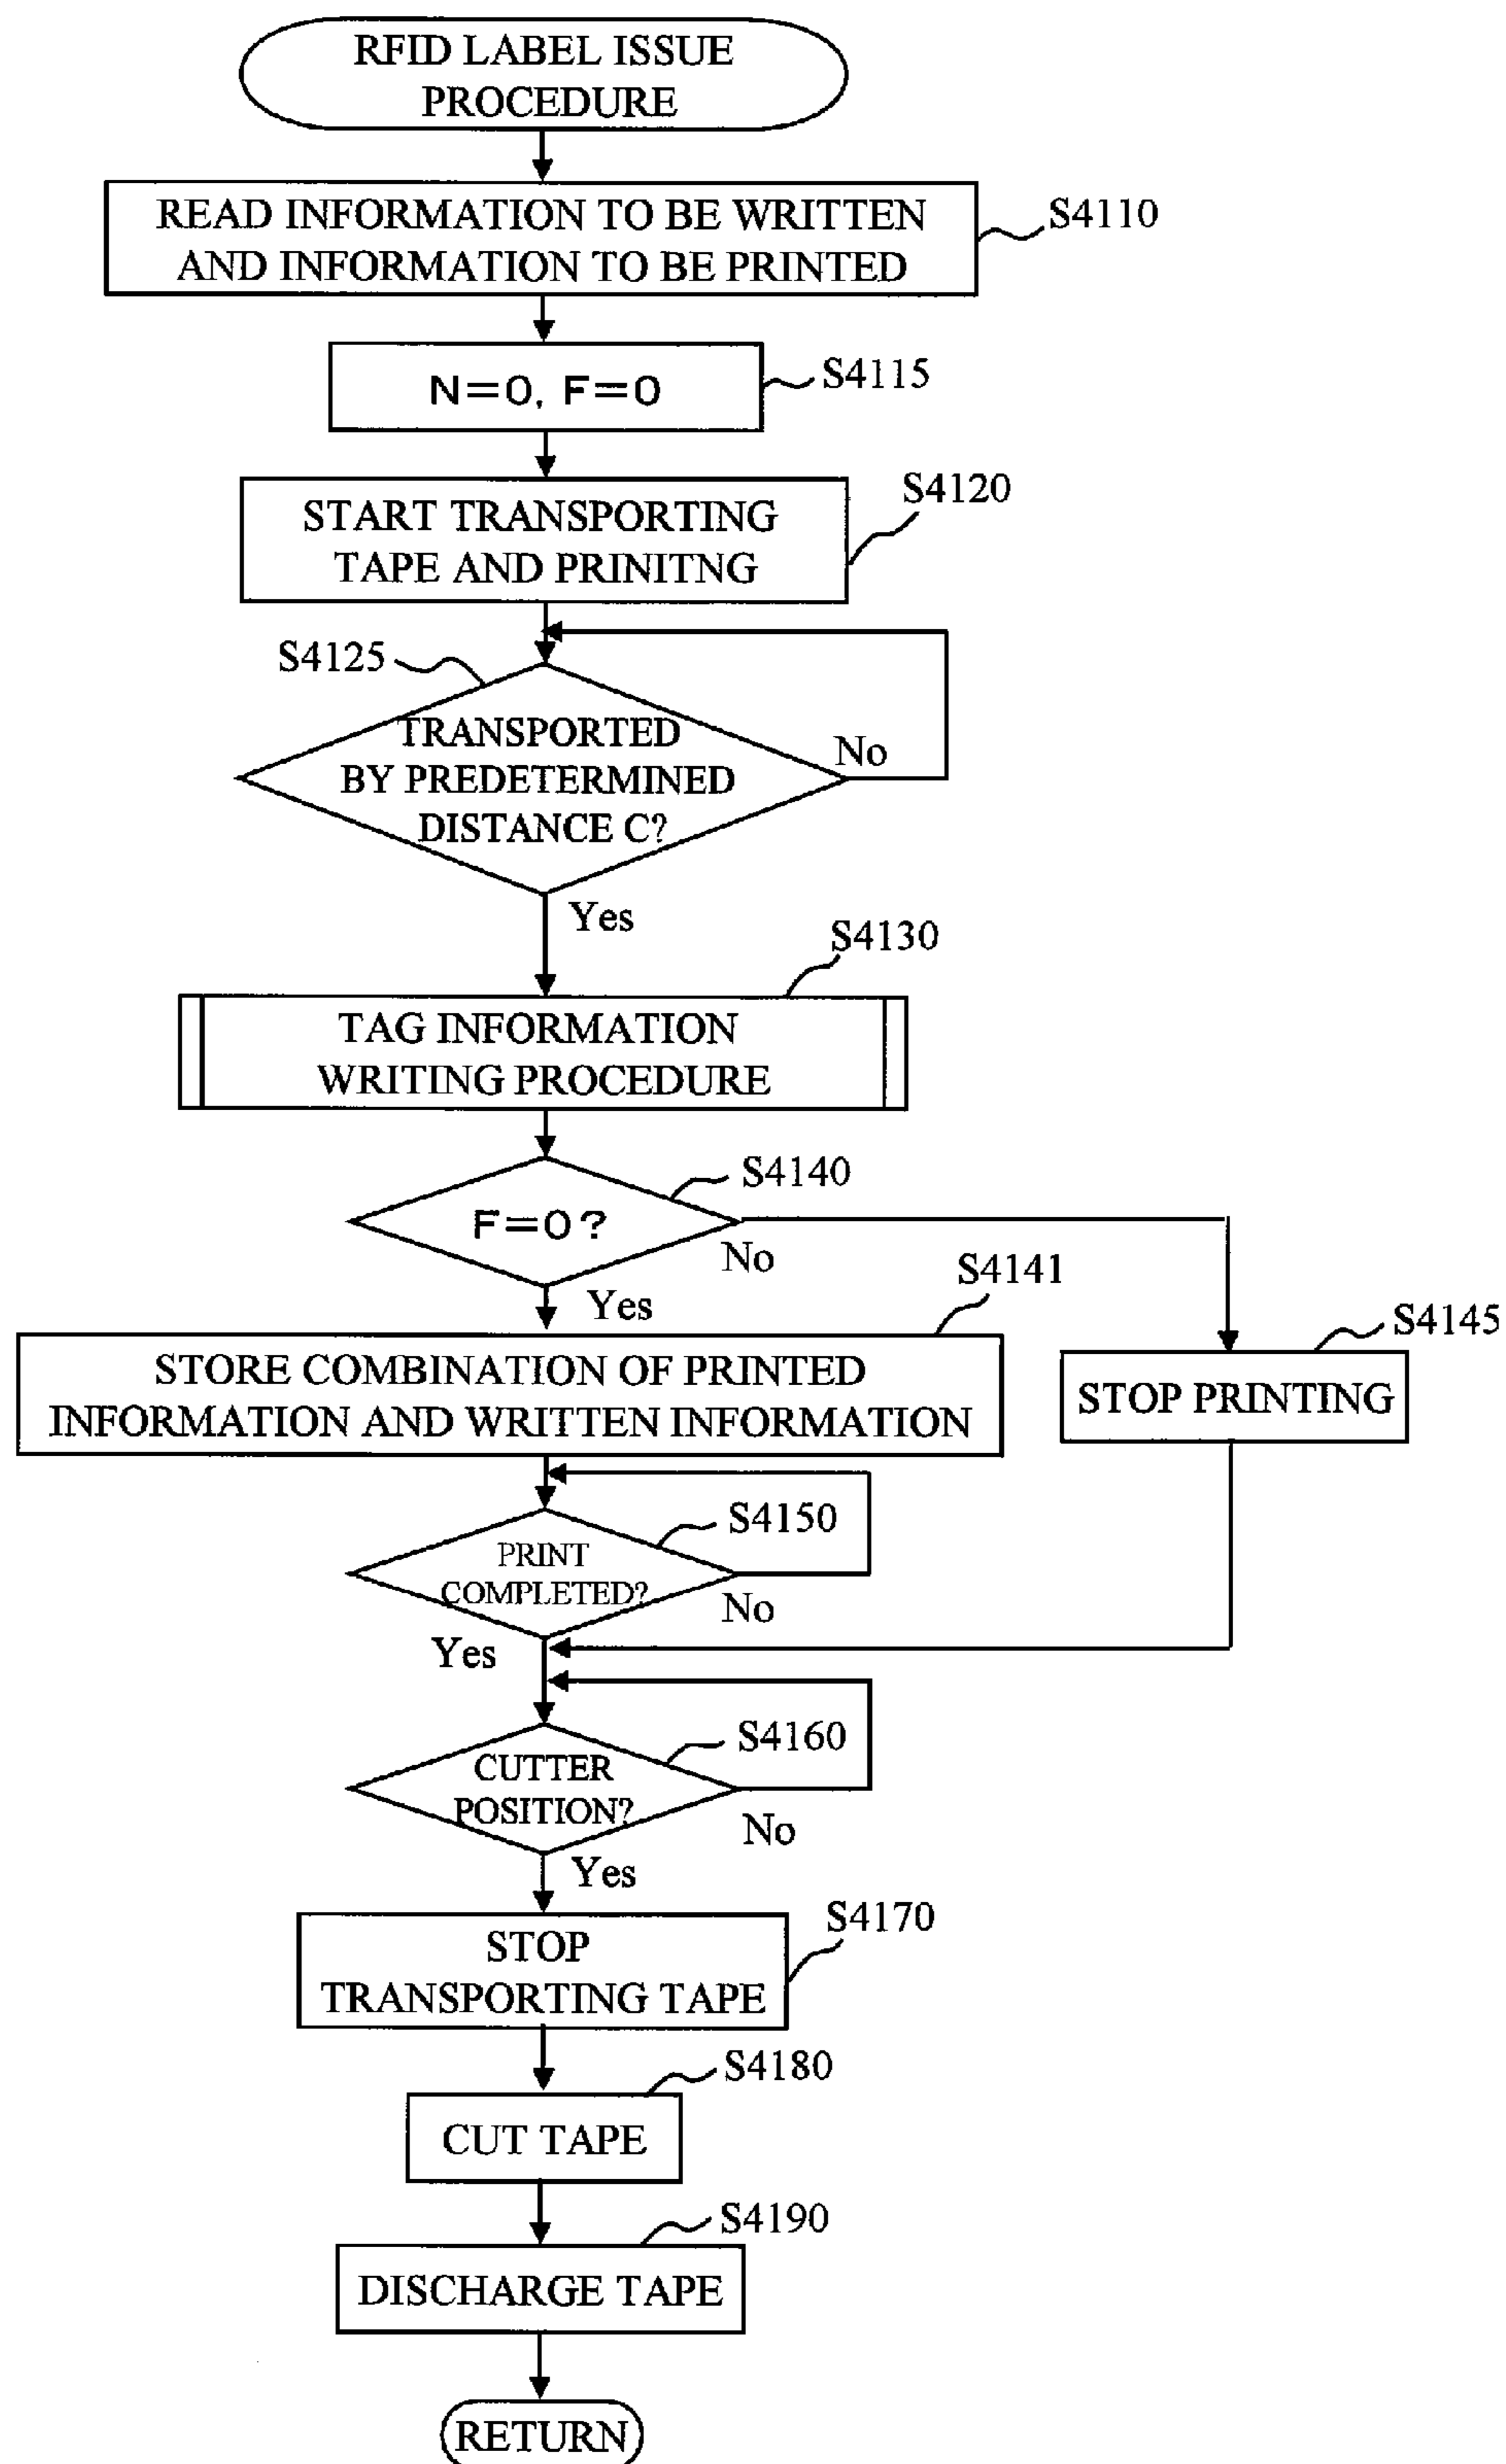 RFID LABEL ISSUE
PROCEDURE
READ INFORMATION TO BE WRITTEN
AND INFORMATION TO BE PRINTED
S4110
N=0, F=0
S4115
START TRANSPORTING
TAPE AND PRINITNG
S4120
S4125
TRANSPORTED
BY PREDETERMINED
DISTANCE C?
No
Yes
S4130
TAG INFORMATION
WRITING PROCEDURE
S4140
F=0?
No
Yes
S4141
STORE COMBINATION OF PRINTED
INFORMATION AND WRITTEN INFORMATION
S4145
STOP PRINTING
S4150
PRINT
COMPLETED?
No
Yes
S4160
CUTTER
POSITION?
No
Yes
S4170
STOP
TRANSPORTING TAPE
S4180
CUT TAPE
S4190
DISCHARGE TAPE
RETURN